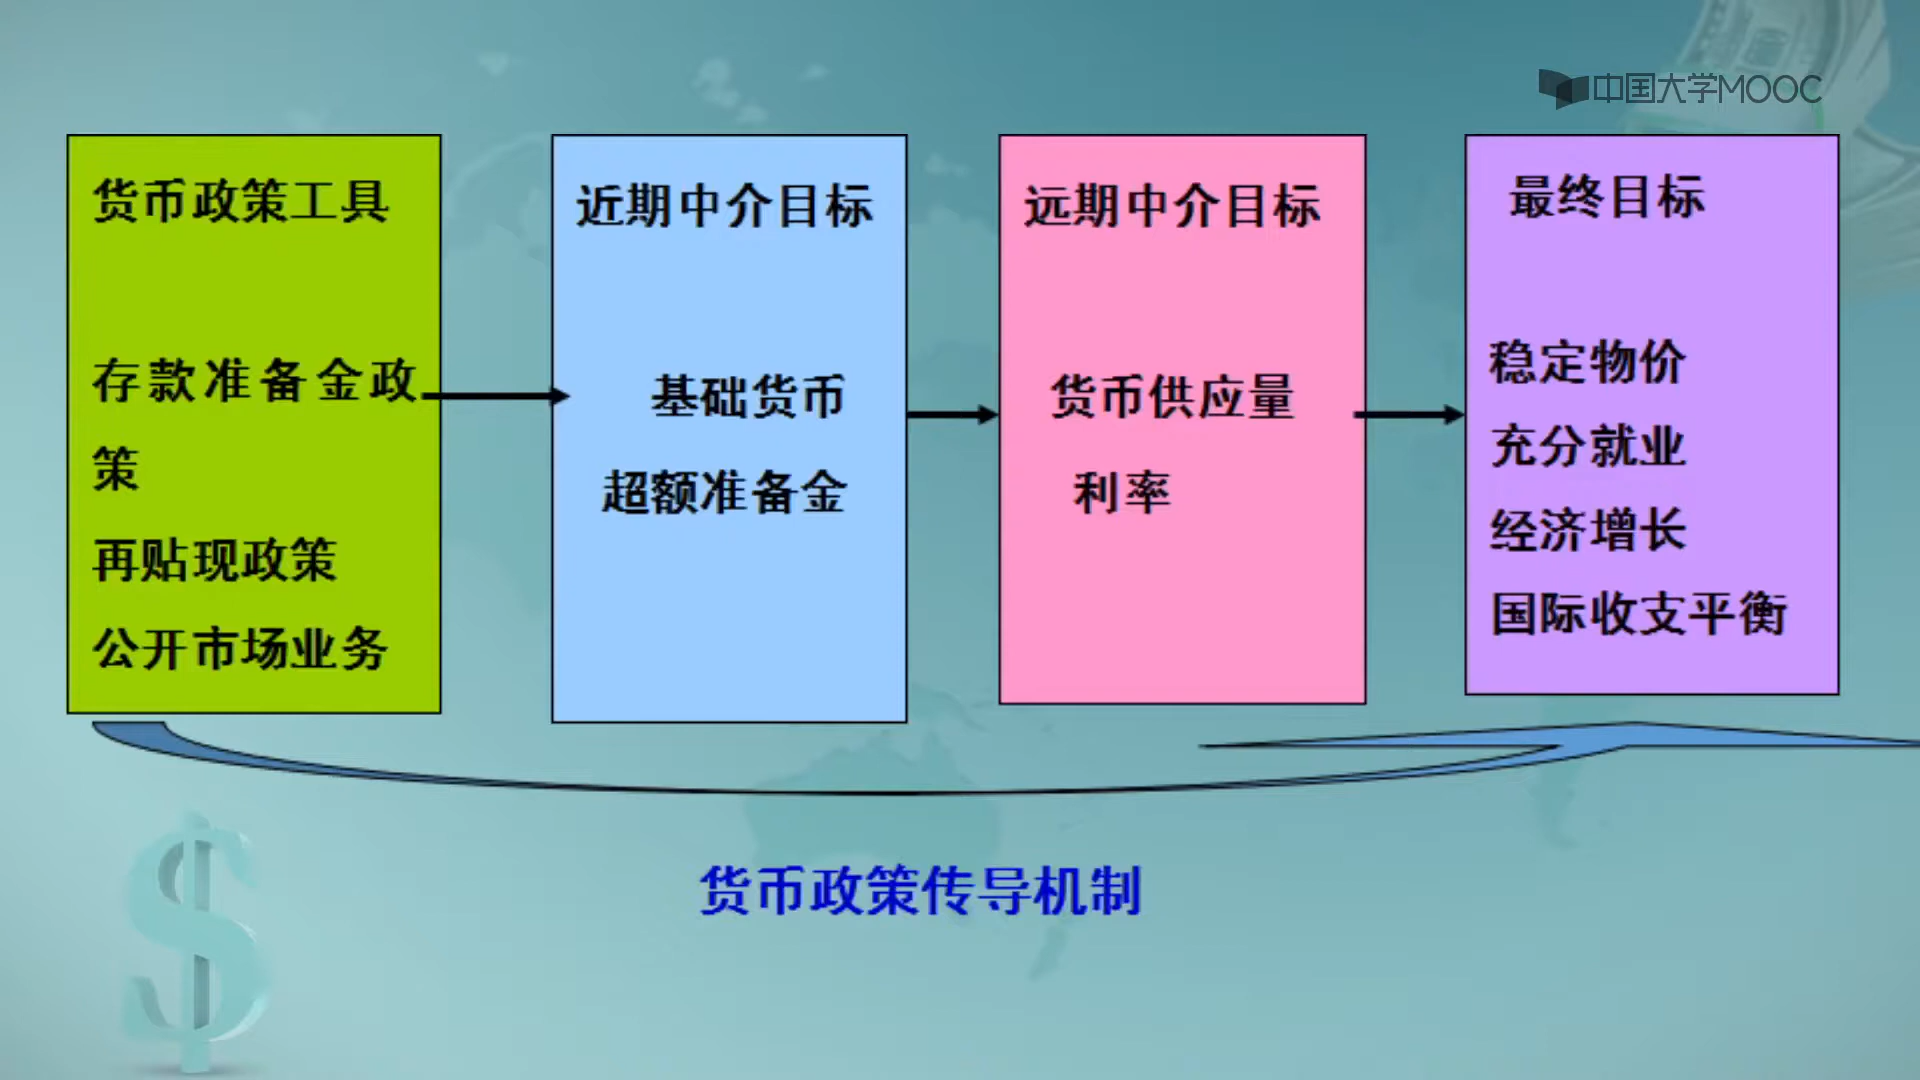 中国大学MOOC
货币政策工具
存款准备金政
策
再贴现政策
公开市场业务
近期中介目标
基础货币
超额准备金
远期中介目标
货币供应量
利率
最终目标
稳定物价
充分就业
经济增长
国际收支平衡
货币政策传导机制